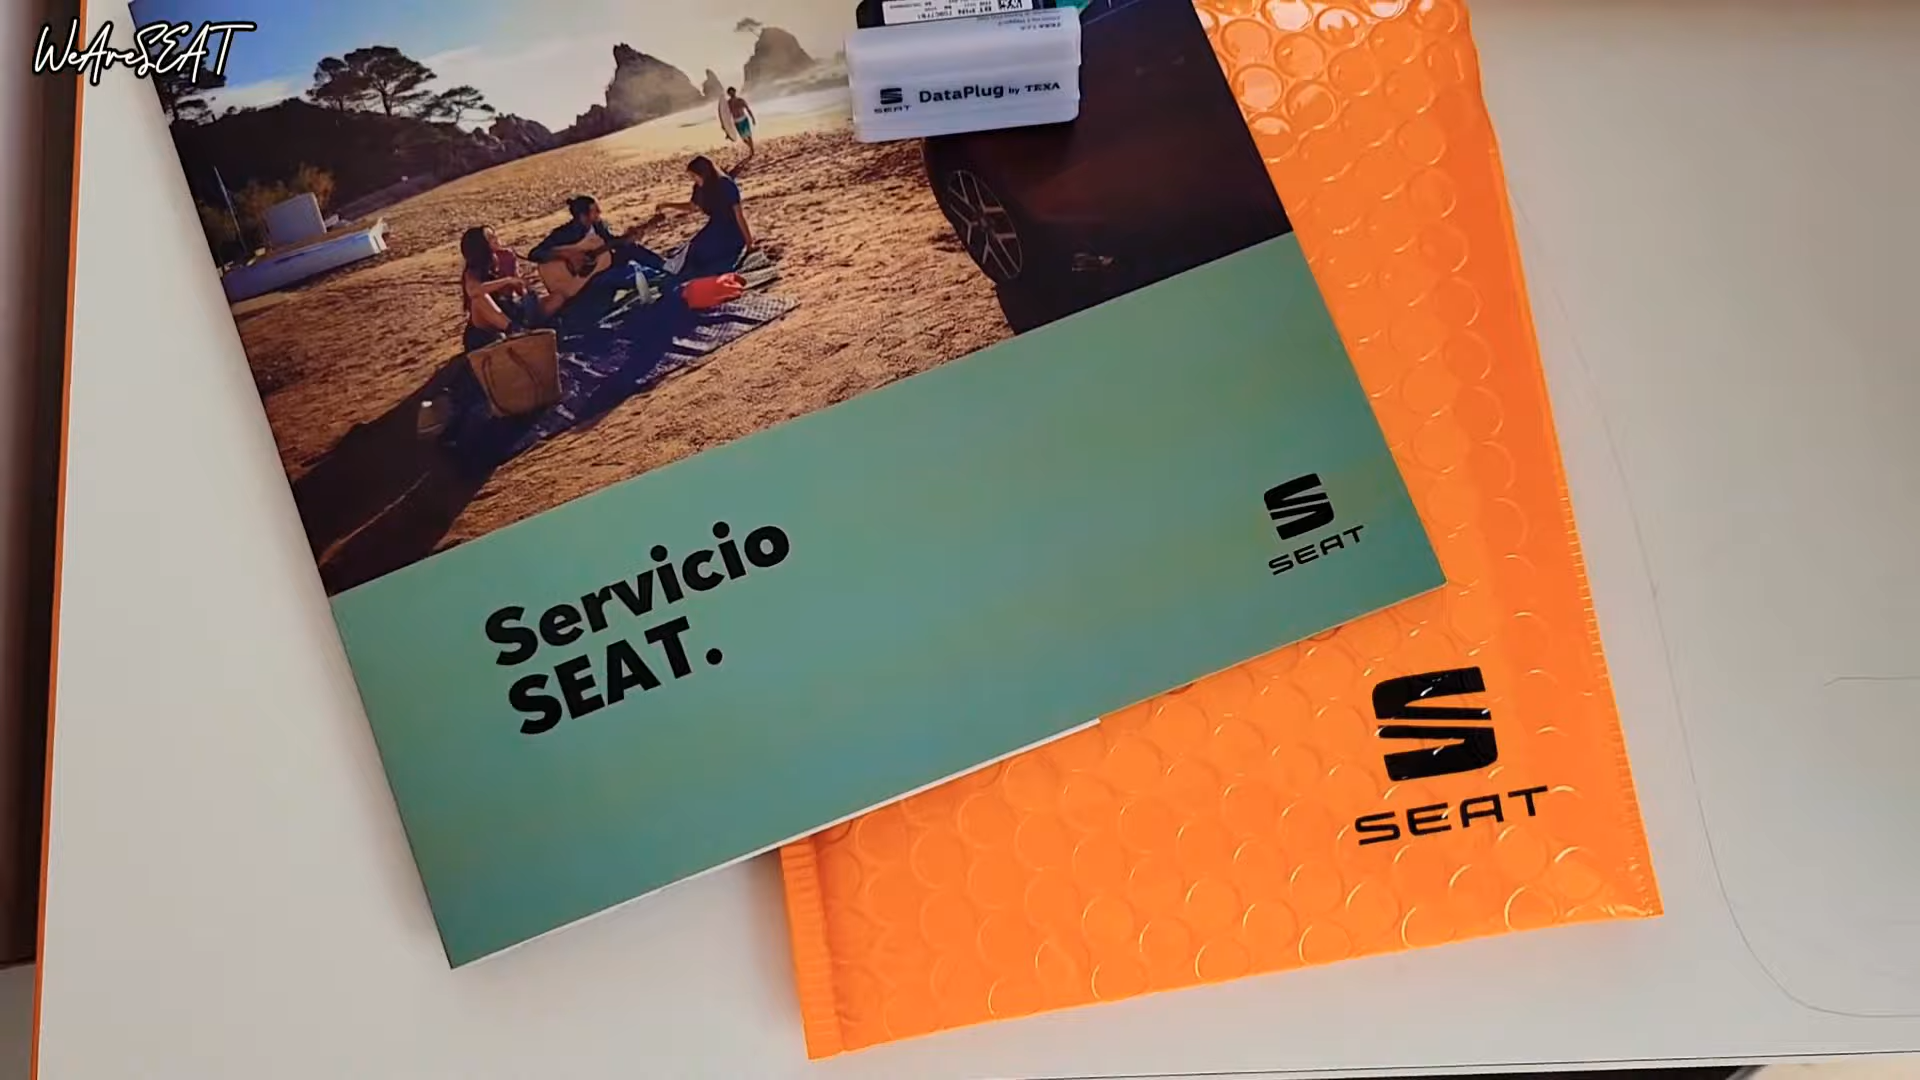 WeAreSEAT
SEAT
DataPlug by TEXA
Servicio
SEAT.
SEAT
SEAT